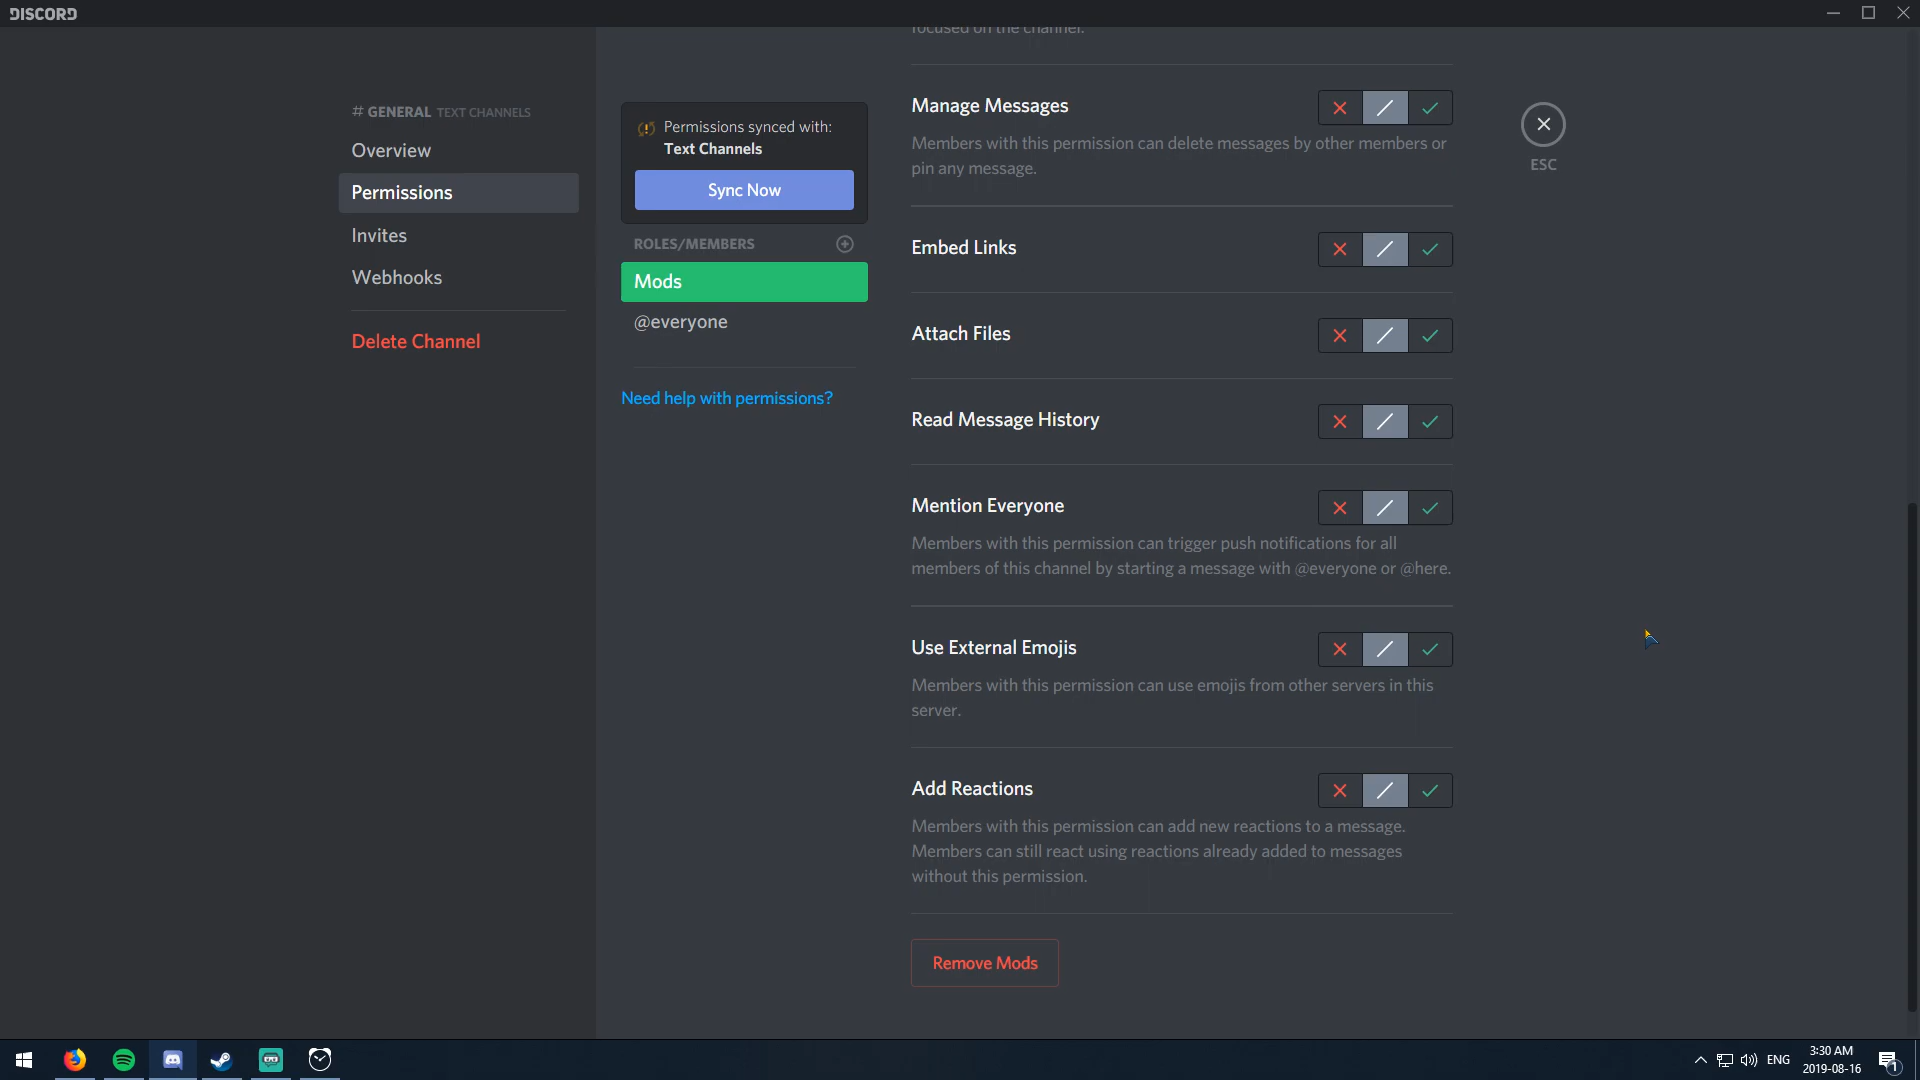 DISCORD
focused on the channel.
# GENERAL TEXT CHANNELS
Overview
Permissions
Invites
Webhooks
Delete Channel
Permissions synced with:
Text Channels
Sync Now
ROLES/MEMBERS
Mods
@everyone
Need help with permissions?
Manage Messages
Members with this permission can delete messages by other members or
pin any message.
Embed Links
Attach Files
Read Message History
Mention Everyone
Members with this permission can trigger push notifications for all
members of this channel by starting a message with @everyone or @here.
Use External Emojis
Members with this permission can use emojis from other servers in this
server.
Add Reactions
Members with this permission can add new reactions to a message.
Members can still react using reactions already added to messages
without this permission.
Remove Mods
ESC
ENG
3:30 AM
2019-08-16
1